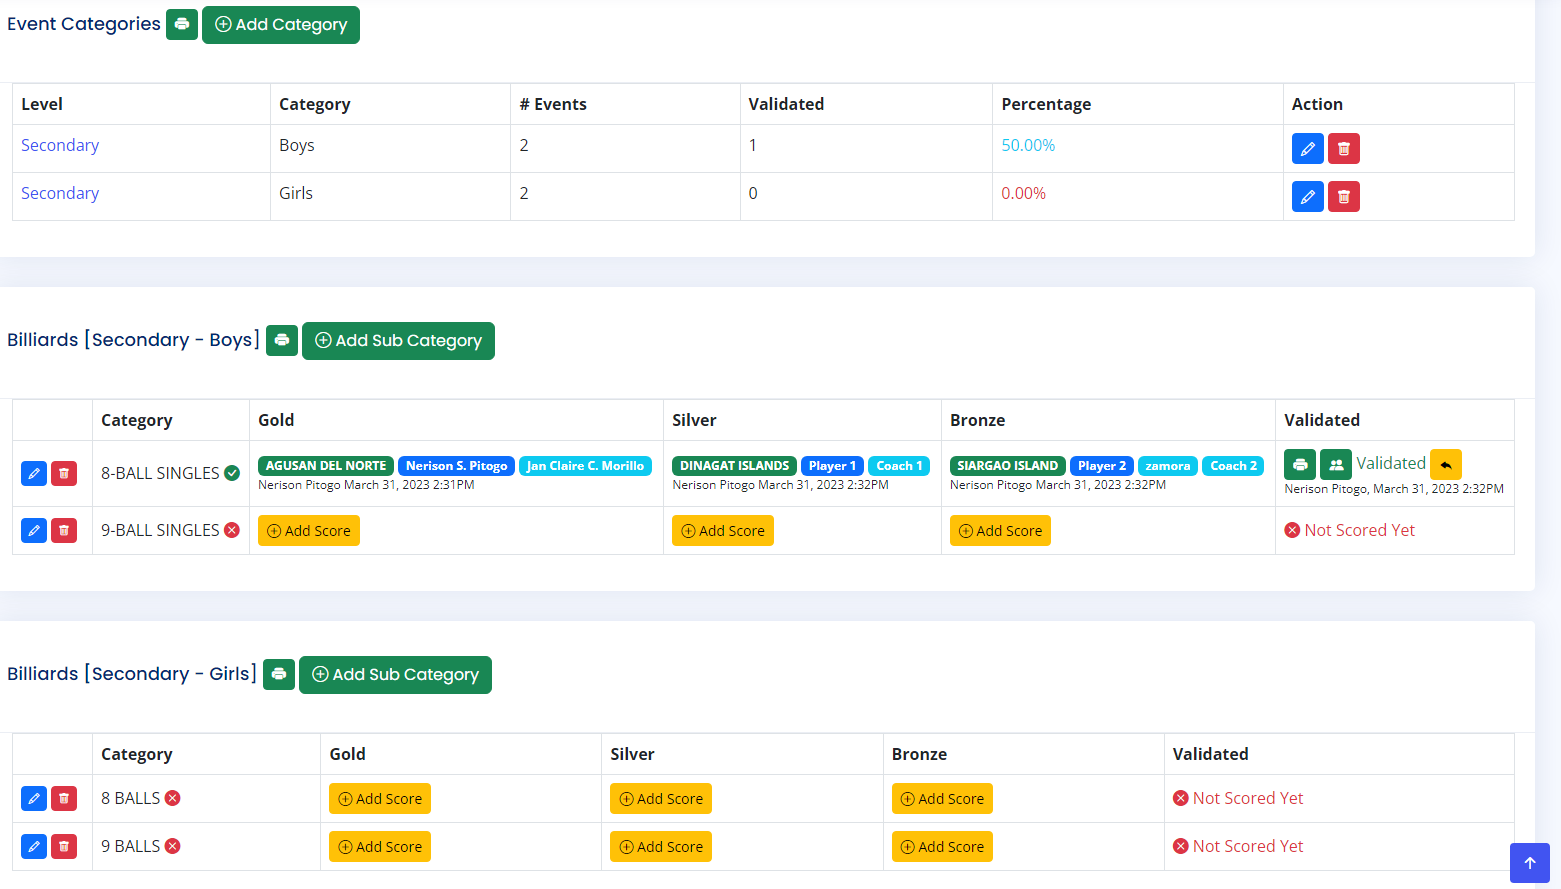 Event Categories Add Category
Level Category # Events Validated Percentage Action
Secondary Boys 2 1 50.00%
Secondary Girls 2 0 0.00%
Billiards [Secondary - Boys] Add Sub Category
Category Gold Silver Bronze Validated
8-BALL SINGLES AGUSAN DEL NORTE Nerison S. Pitogo Jan Claire C. Morillo DINAGAT ISLANDS Player 1 Coach 1 SIARGAO ISLAND Player 2 zamora Coach 2 Validated
Nerison Pitogo March 31, 2023 2:31PM Nerison Pitogo March 31, 2023 2:32PM Nerison Pitogo March 31, 2023 2:32PM Nerison Pitogo, March 31, 2023 2:32PM
9-BALL SINGLES Add Score Add Score Add Score Not Scored Yet
Billiards [Secondary - Girls] Add Sub Category
Category Gold Silver Bronze Validated
8 BALLS Add Score Add Score Add Score Not Scored Yet
9 BALLS Add Score Add Score Add Score Not Scored Yet